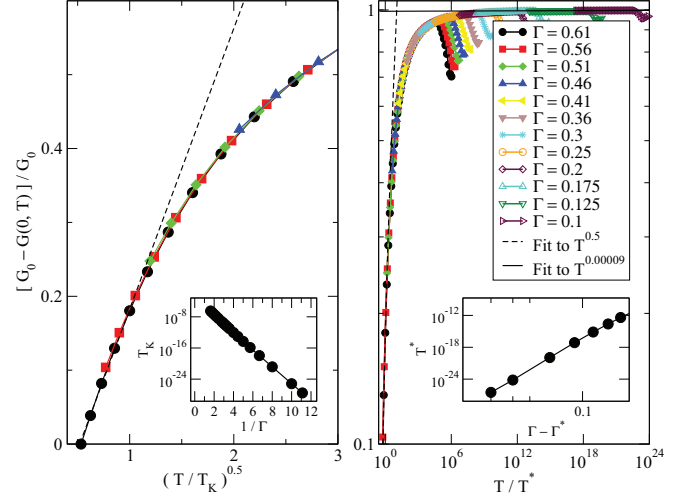 [ G0 – G(0, T) ] / G0
0.6
0.4
0.2
0
1
2
3
( T / TK )^0.5
TK
10^-8
10^-16
10^-24
0 2 4 6 8 10 12
1 / Γ
1
0.1
10^0 10^6 10^12 10^18 10^24
T / T*
Γ = 0.61
Γ = 0.56
Γ = 0.51
Γ = 0.46
Γ = 0.41
Γ = 0.36
Γ = 0.3
Γ = 0.25
Γ = 0.2
Γ = 0.175
Γ = 0.125
Γ = 0.1
Fit to T^0.5
Fit to T^0.00009
T*
10^-12
10^-18
10^-24
0.1
Γ – Γ*